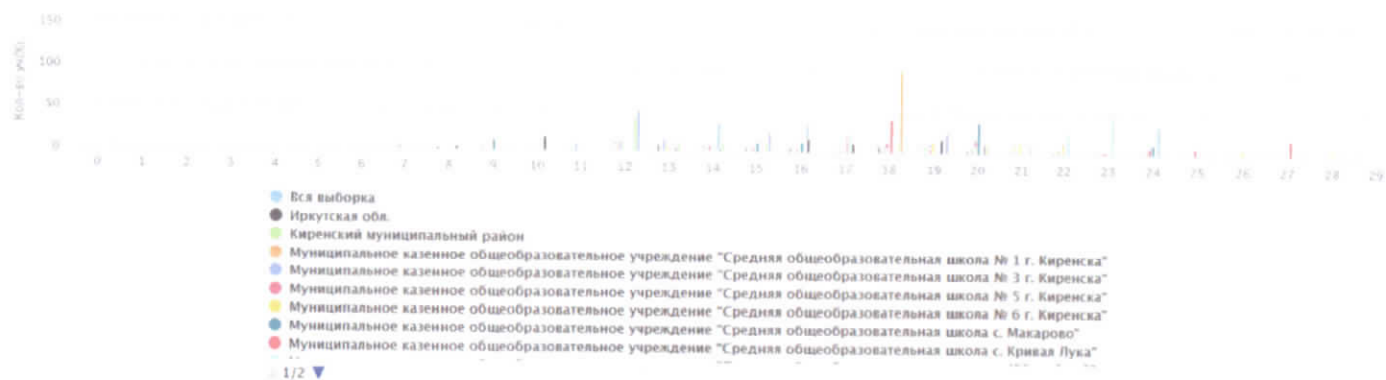 150
100
50
0
Кол-во уч(%)
0 1 2 3 4 5 6 7 8 9 10 11 12 13 14 15 16 17 18 19 20 21 22 23 24 25 26 27 28 29
Вся выборка
Иркутская обл.
Киренский муниципальный район
Муниципальное казенное общеобразовательное учреждение "Средняя общеобразовательная школа № 1 г. Киренска"
Муниципальное казенное общеобразовательное учреждение "Средняя общеобразовательная школа № 3 г. Киренска"
Муниципальное казенное общеобразовательное учреждение "Средняя общеобразовательная школа № 5 г. Киренска"
Муниципальное казенное общеобразовательное учреждение "Средняя общеобразовательная школа № 6 г. Киренска"
Муниципальное казенное общеобразовательное учреждение "Средняя общеобразовательная школа с. Макарово"
Муниципальное казенное общеобразовательное учреждение "Средняя общеобразовательная школа с. Кривая Лука"
1/2